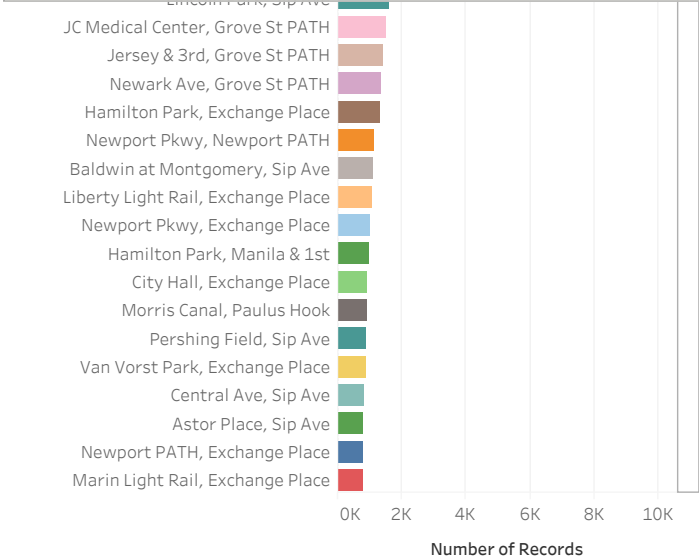 Lincoln Park, Sip Ave
JC Medical Center, Grove St PATH
Jersey & 3rd, Grove St PATH
Newark Ave, Grove St PATH
Hamilton Park, Exchange Place
Newport Pkwy, Newport PATH
Baldwin at Montgomery, Sip Ave
Liberty Light Rail, Exchange Place
Newport Pkwy, Exchange Place
Hamilton Park, Manila & 1st
City Hall, Exchange Place
Morris Canal, Paulus Hook
Pershing Field, Sip Ave
Van Vorst Park, Exchange Place
Central Ave, Sip Ave
Astor Place, Sip Ave
Newport PATH, Exchange Place
Marin Light Rail, Exchange Place
0K 2K 4K 6K 8K 10K
Number of Records